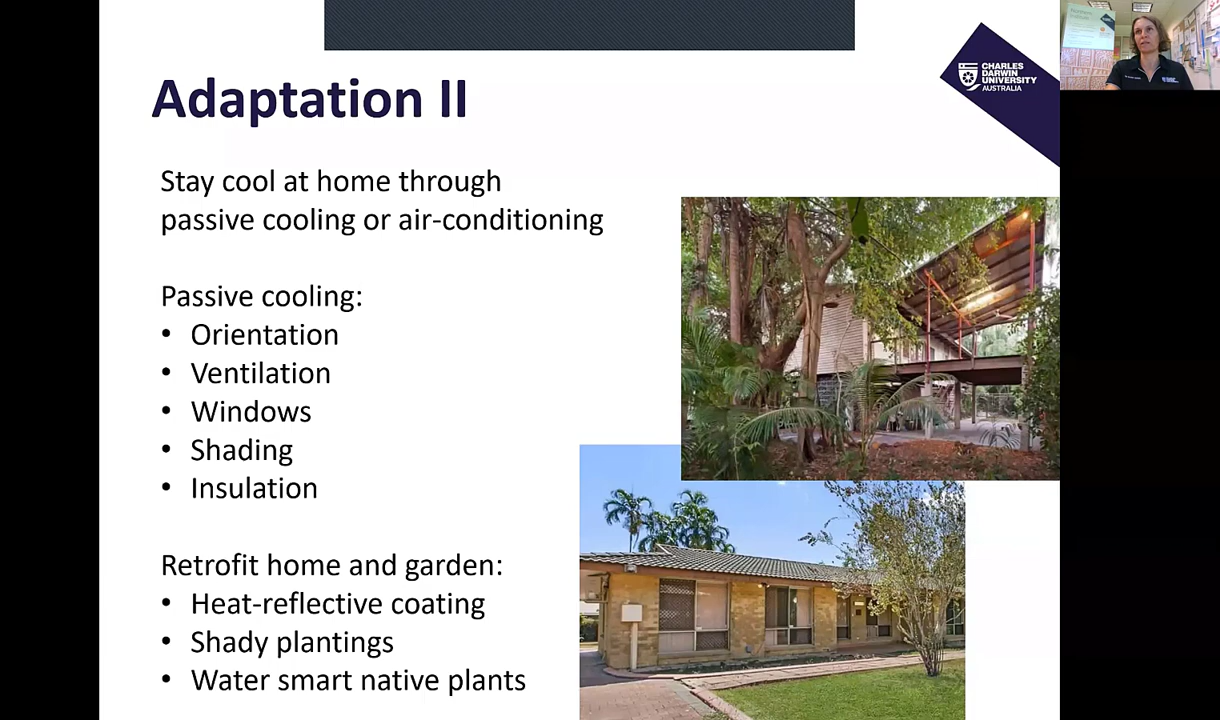 Adaptation II
CHARLES
DARWIN
UNIVERSITY
AUSTRALIA
Stay cool at home through
passive cooling or air-conditioning
Passive cooling:
• Orientation
• Ventilation
• Windows
• Shading
• Insulation
Retrofit home and garden:
• Heat-reflective coating
• Shady plantings
• Water smart native plants